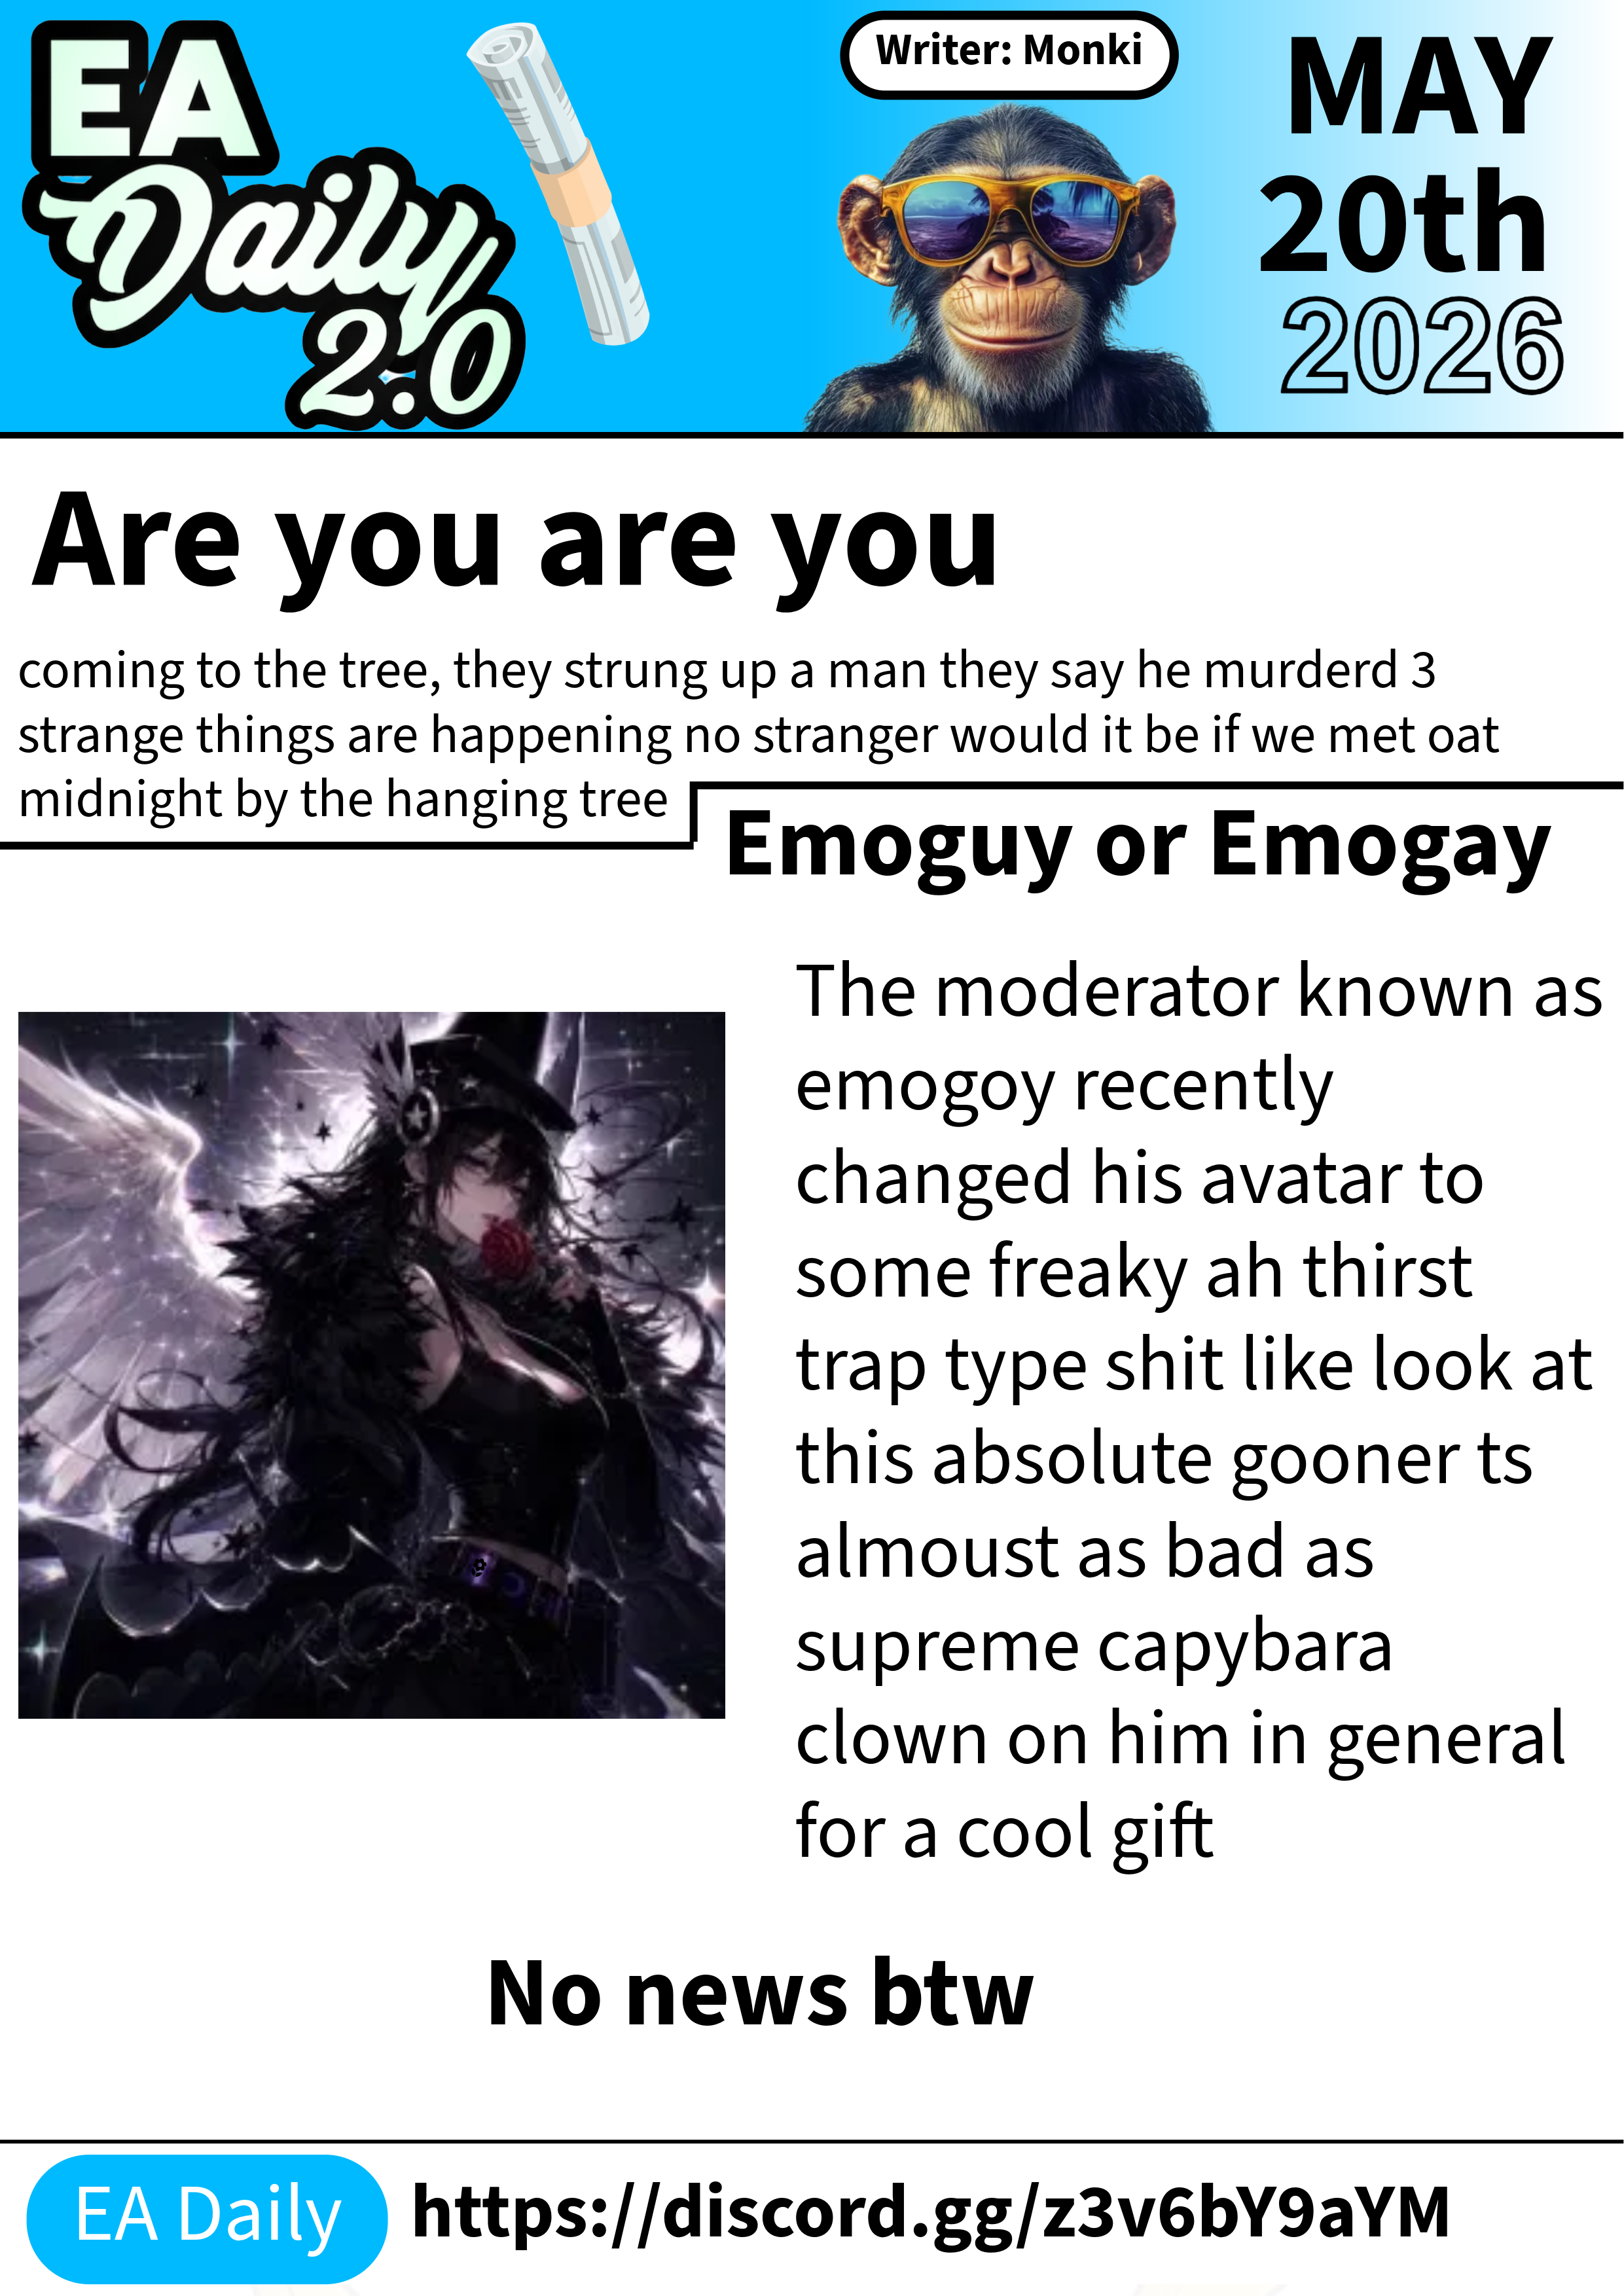 EA
Daily
2.0
Writer: Monki
MAY
20th
2026
Are you are you
coming to the tree, they strung up a man they say he murderd 3
strange things are happening no stranger would it be if we met oat
midnight by the hanging tree
Emoguy or Emogay
The moderator known as
emogoy recently
changed his avatar to
some freaky ah thirst
trap type shit like look at
this absolute gooner ts
almoust as bad as
supreme capybara
clown on him in general
for a cool gift
No news btw
EA Daily
https://discord.gg/z3v6bY9aYM